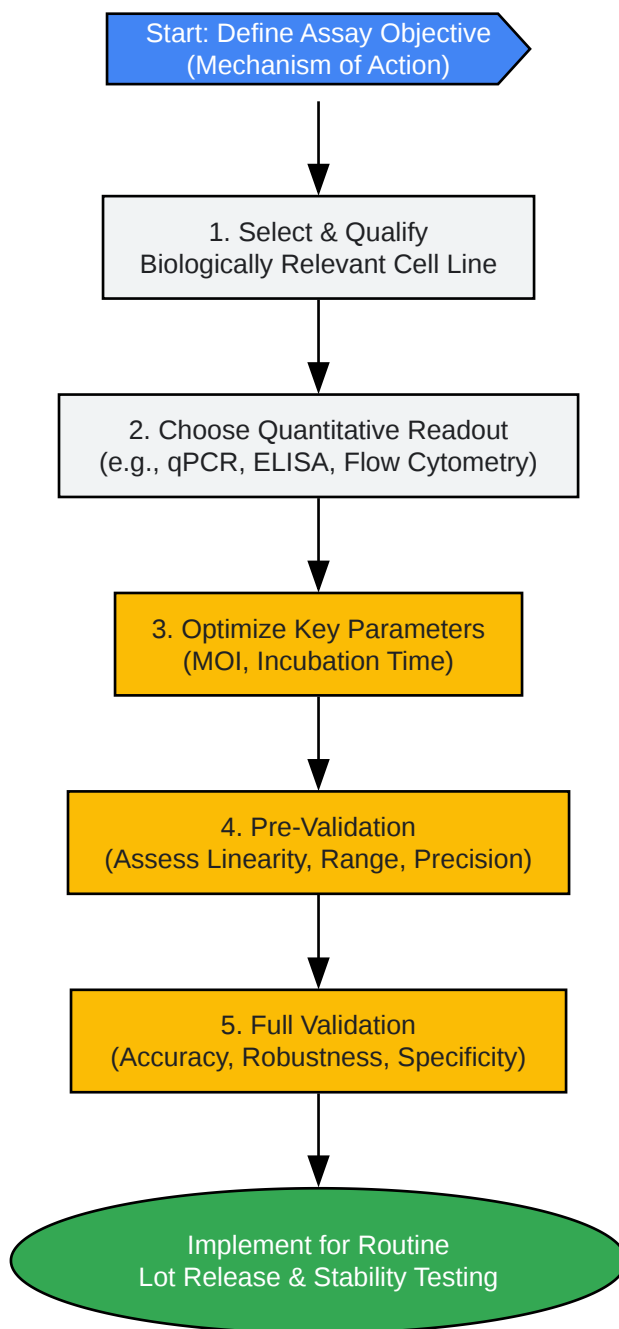 Start: Define Assay Objective
(Mechanism of Action)
1. Select & Qualify
Biologically Relevant Cell Line
2. Choose Quantitative Readout
(e.g., qPCR, ELISA, Flow Cytometry)
3. Optimize Key Parameters
(MOI, Incubation Time)
4. Pre-Validation
(Assess Linearity, Range, Precision)
5. Full Validation
(Accuracy, Robustness, Specificity)
Implement for Routine
Lot Release & Stability Testing